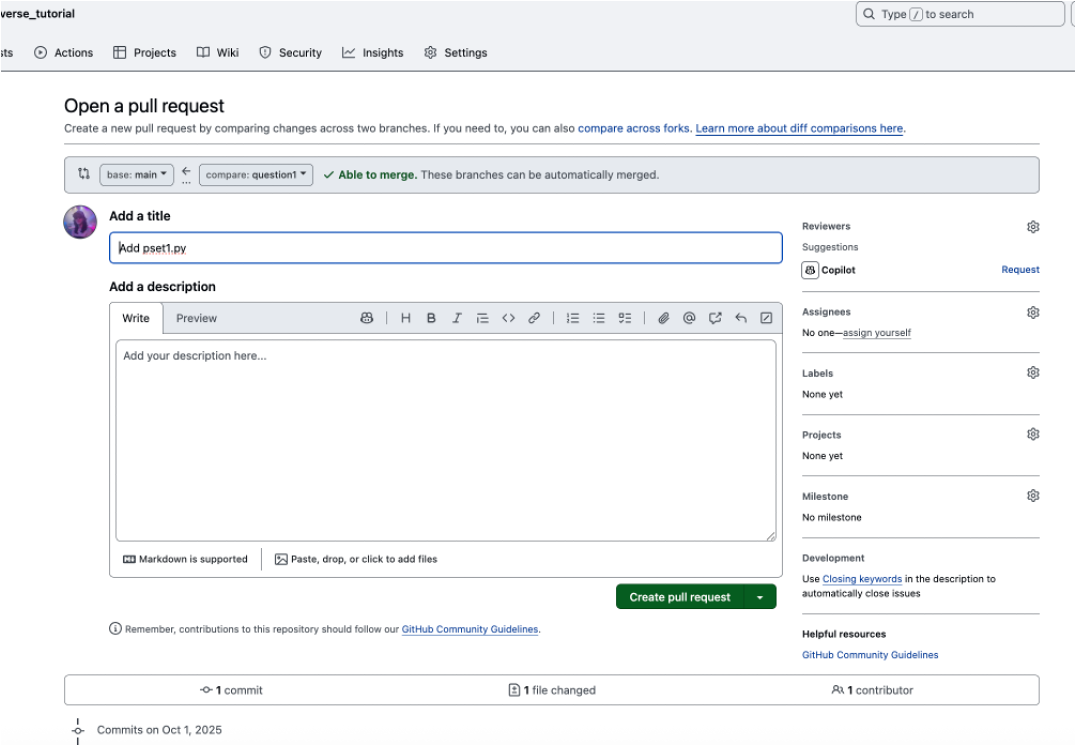 verse_tutorial
Type / to search
sts Actions Projects Wiki Security Insights Settings
Open a pull request
Create a new pull request by comparing changes across two branches. If you need to, you can also compare across forks. Learn more about diff comparisons here.
base: main ← compare: question1 ✓ Able to merge. These branches can be automatically merged.
...
Add a title
Add pset1.py
Add a description
Write Preview
Add your description here...
Markdown is supported Paste, drop, or click to add files
Create pull request
Remember, contributions to this repository should follow our GitHub Community Guidelines.
Reviewers
Suggestions
Copilot Request
Assignees
No one—assign yourself
Labels
None yet
Projects
None yet
Milestone
No milestone
Development
Use Closing keywords in the description to
automatically close issues
Helpful resources
GitHub Community Guidelines
1 commit 1 file changed 1 contributor
Commits on Oct 1, 2025